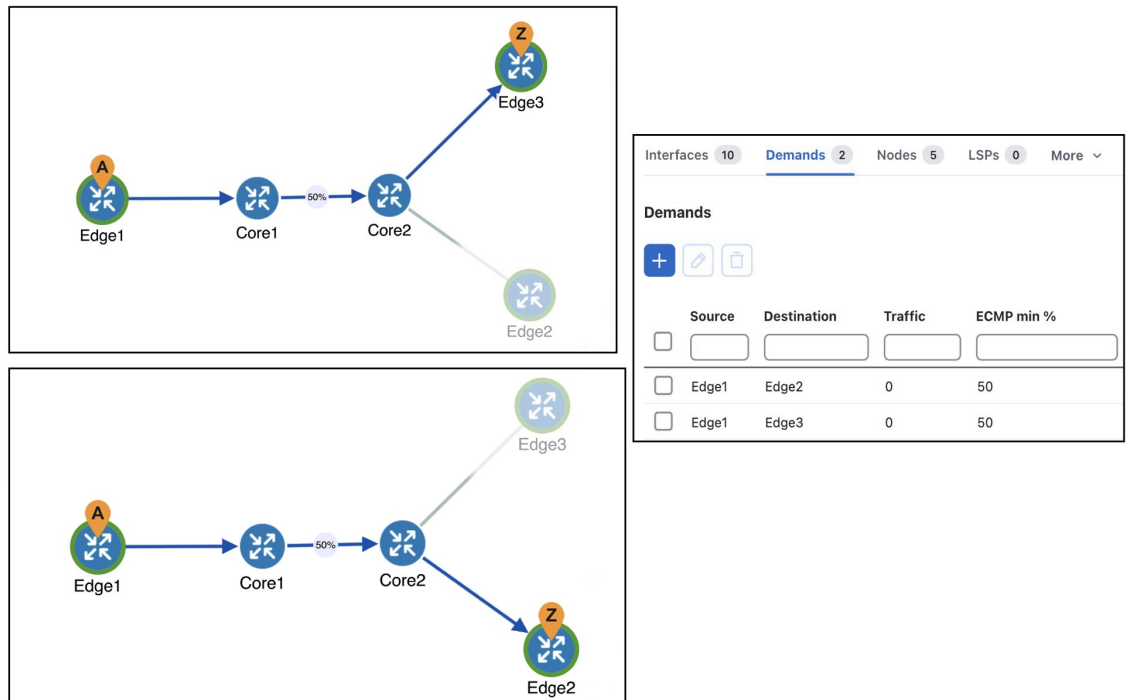 Z
Edge3
A
50%
Edge1
Core1
Core2
Edge2
Edge3
A
50%
Edge1
Core1
Core2
Z
Edge2
Interfaces 10 Demands 2 Nodes 5 LSPs 0 More
Demands
+
Source Destination Traffic ECMP min %
Edge1 Edge2 0 50
Edge1 Edge3 0 50